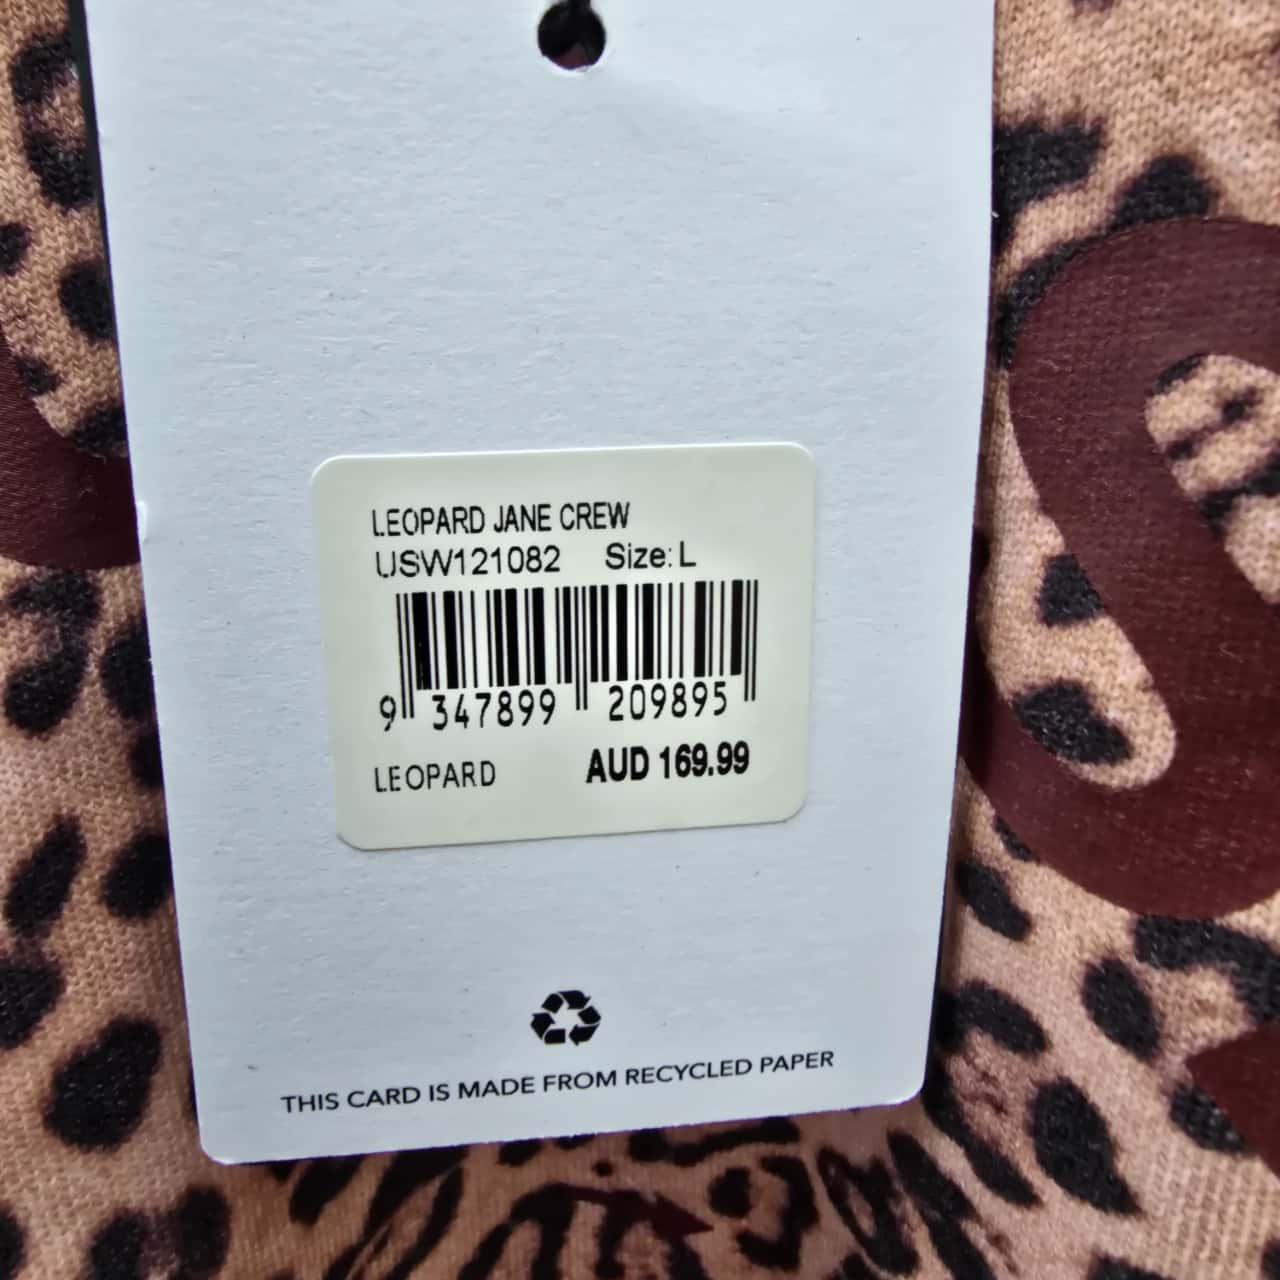 LEOPARD JANE CREW
USW121082 Size: L
9 347899 209895
LEOPARD AUD 169.99
THIS CARD IS MADE FROM RECYCLED PAPER